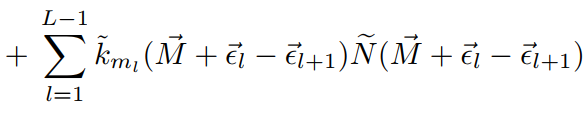 $+ \sum_{l=1}^{L-1} \tilde{k}_{m_l}(\vec{M} + \vec{\epsilon}_l - \vec{\epsilon}_{l+1})\widetilde{N}(\vec{M} + \vec{\epsilon}_l - \vec{\epsilon}_{l+1})$